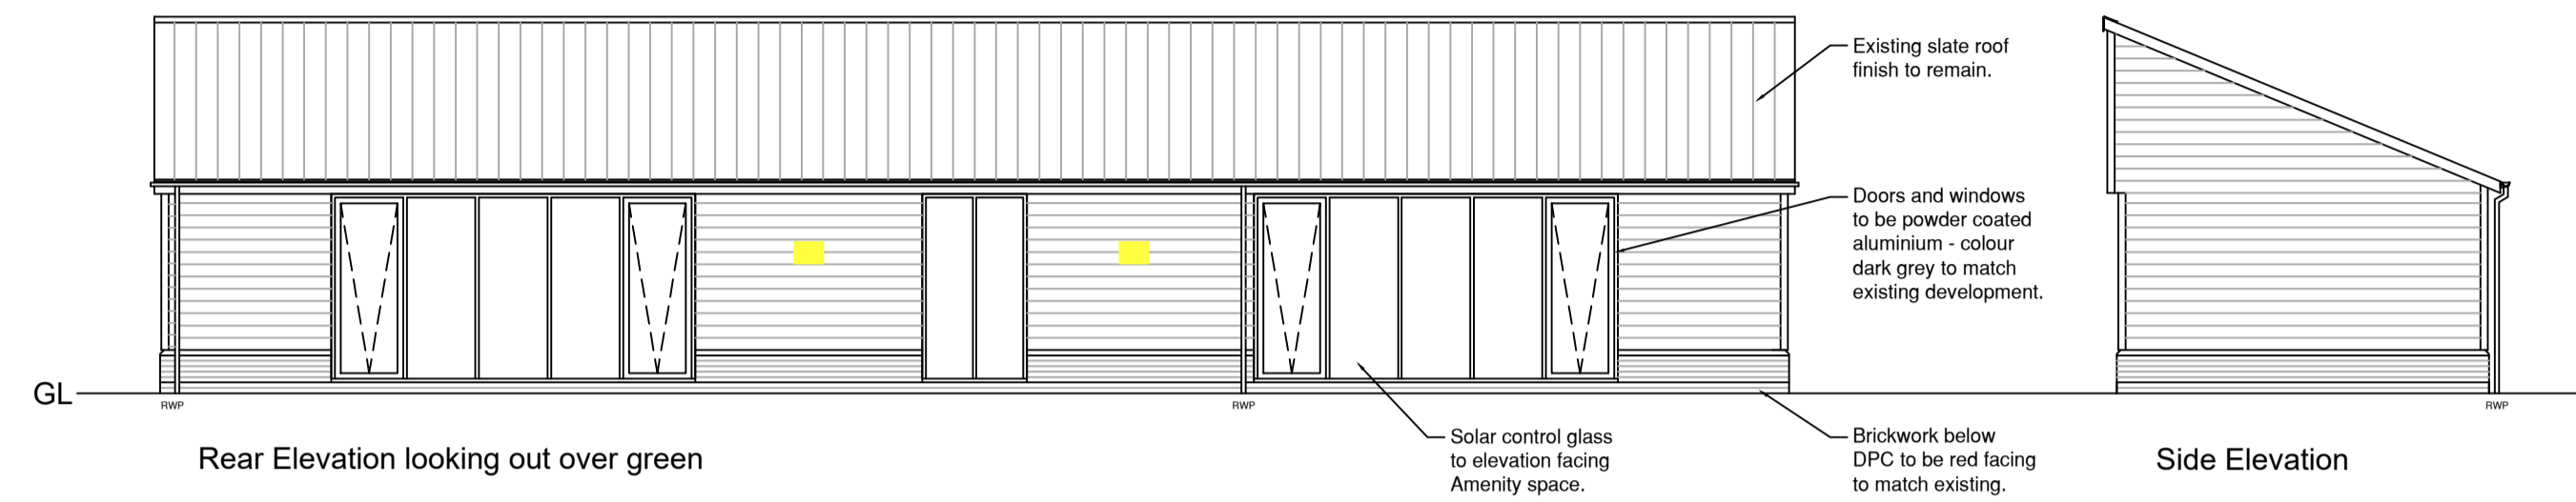 Existing slate roof
finish to remain.
Doors and windows
to be powder coated
aluminium - colour
dark grey to match
existing development.
GL
RWP
RWP
RWP
Solar control glass
to elevation facing
Amenity space.
Brickwork below
DPC to be red facing
to match existing.
Rear Elevation looking out over green
Side Elevation